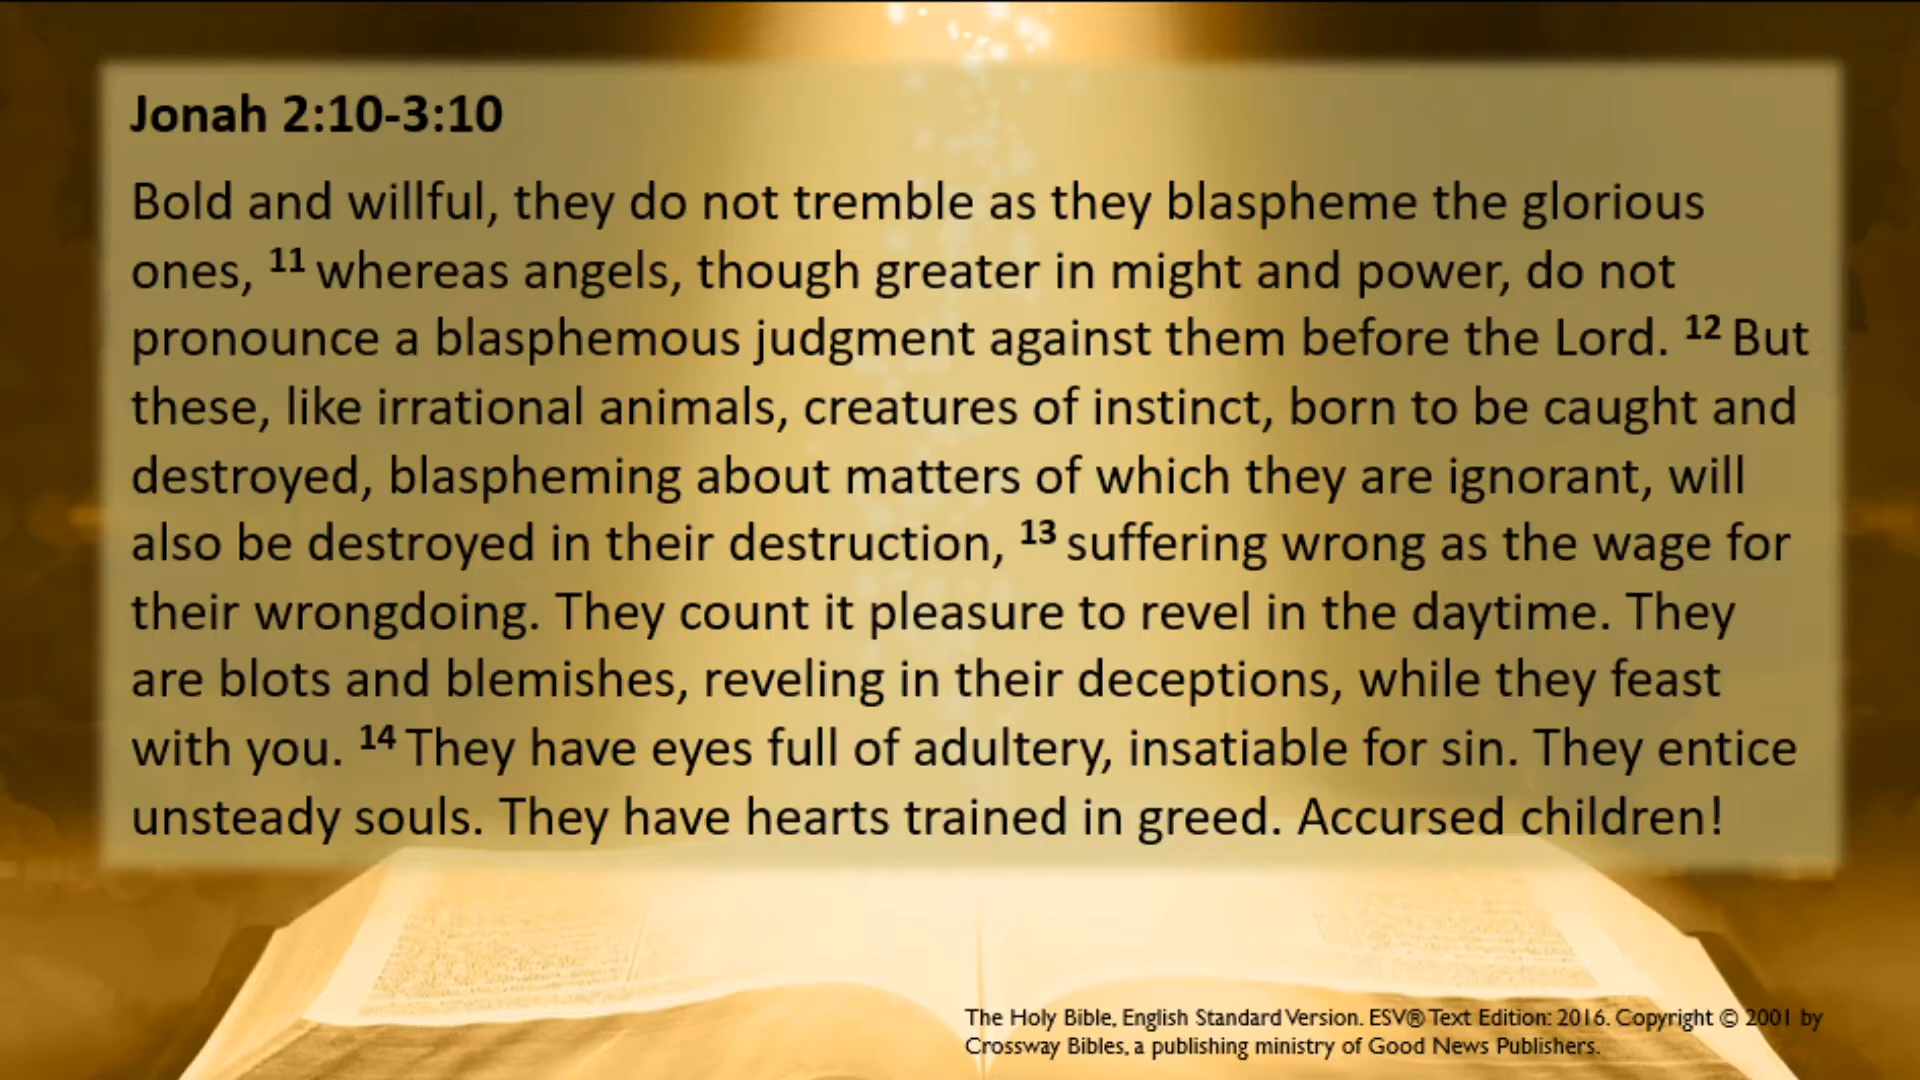 Jonah 2:10-3:10
Bold and willful, they do not tremble as they blaspheme the glorious
ones, 11 whereas angels, though greater in might and power, do not
pronounce a blasphemous judgment against them before the Lord. 12 But
these, like irrational animals, creatures of instinct, born to be caught and
destroyed, blaspheming about matters of which they are ignorant, will
also be destroyed in their destruction, 13 suffering wrong as the wage for
their wrongdoing. They count it pleasure to revel in the daytime. They
are blots and blemishes, reveling in their deceptions, while they feast
with you. 14 They have eyes full of adultery, insatiable for sin. They entice
unsteady souls. They have hearts trained in greed. Accursed children!
The Holy Bible, English Standard Version. ESV® Text Edition: 2016. Copyright © 2001 by
Crossway Bibles, a publishing ministry of Good News Publishers.